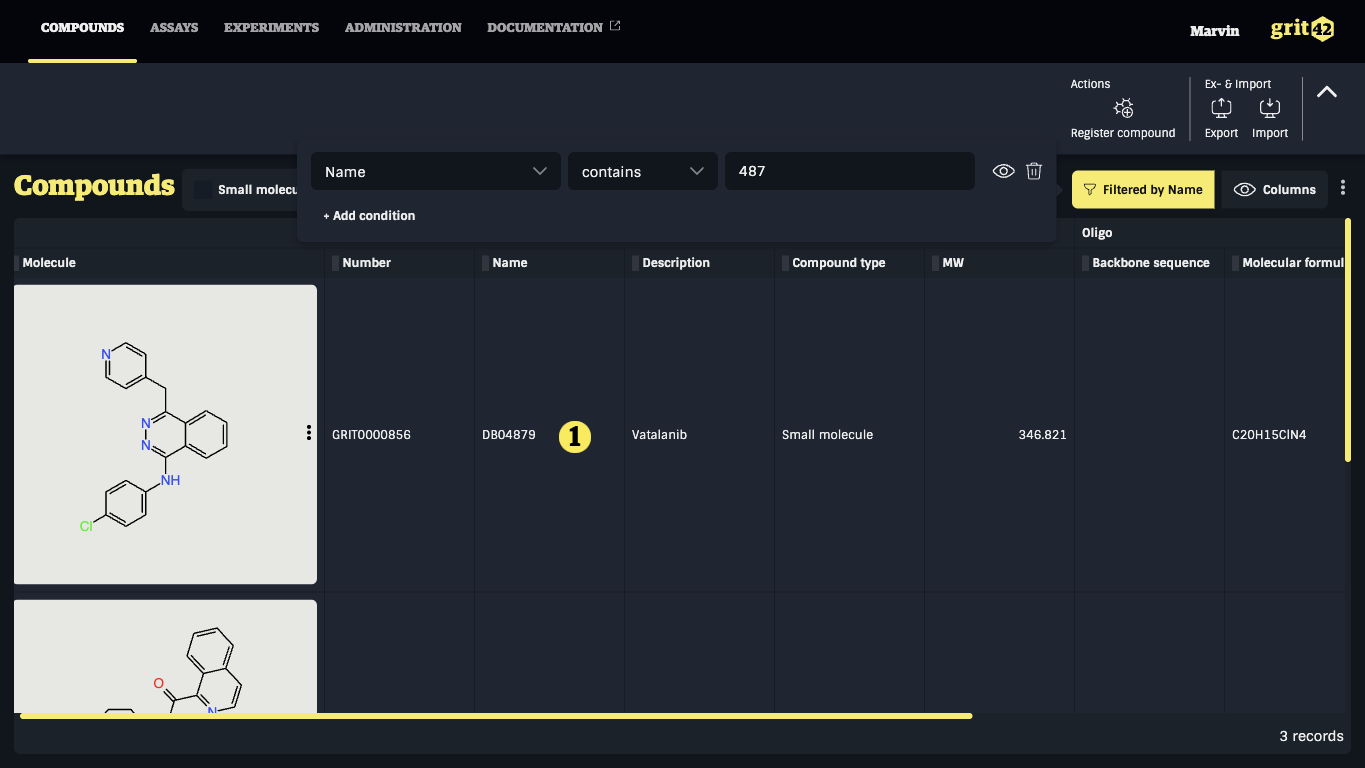 COMPOUNDS ASSAYS EXPERIMENTS ADMINISTRATION DOCUMENTATION
Marvin grit42
Actions
Register compound
Ex- & Import
Export Import
Name contains 487
+ Add condition
Compounds Small molecu Filtered by Name Columns
Oligo
Molecule Number Name Description Compound type MW Backbone sequence Molecular formul
N
N
N
NH
Cl
GRIT0000856 DB04879 1 Vatalanib Small molecule 346.821 C20H15ClN4
O
N
3 records